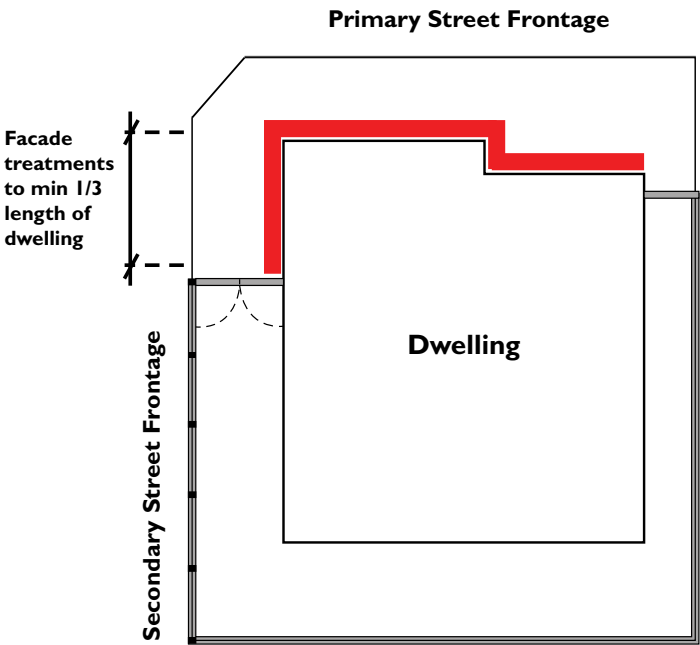 Primary Street Frontage
Facade
treatments
to min 1/3
length of
dwelling
Dwelling
Secondary Street Frontage